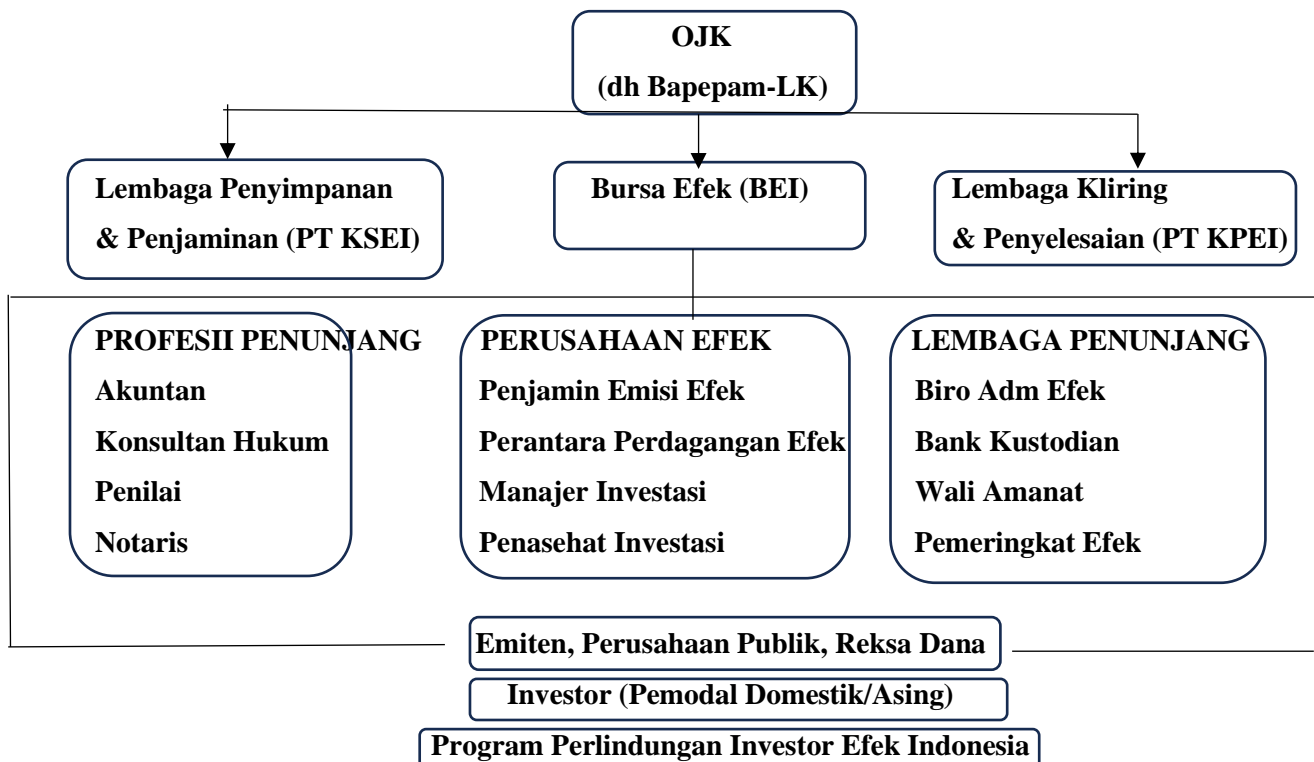 OJK
(dh Bapepam-LK)
Lembaga Penyimpanan
& Penjaminan (PT KSEI)
Bursa Efek (BEI)
Lembaga Kliring
& Penyelesaian (PT KPEI)
PROFESII PENUNJANG
Akuntan
Konsultan Hukum
Penilai
Notaris
PERUSAHAAN EFEK
Penjamin Emisi Efek
Perantara Perdagangan Efek
Manajer Investasi
Penasehat Investasi
LEMBAGA PENUNJANG
Biro Adm Efek
Bank Kustodian
Wali Amanat
Pemeringkat Efek
Emiten, Perusahaan Publik, Reksa Dana
Investor (Pemodal Domestik/Asing)
Program Perlindungan Investor Efek Indonesia